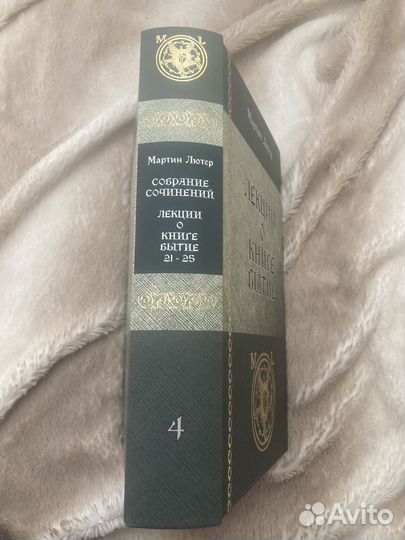 M L
Мартин Лютер
СОБРАНИЕ
СОЧИНЕНИЙ
ЛЕКЦИИ
О
КНИГЕ
БЫТИЕ
21 - 25
4
Мартин Лютер
ЛЕКЦИИ
О
КНИГЕ
БЫТИЕ
M L
Avito